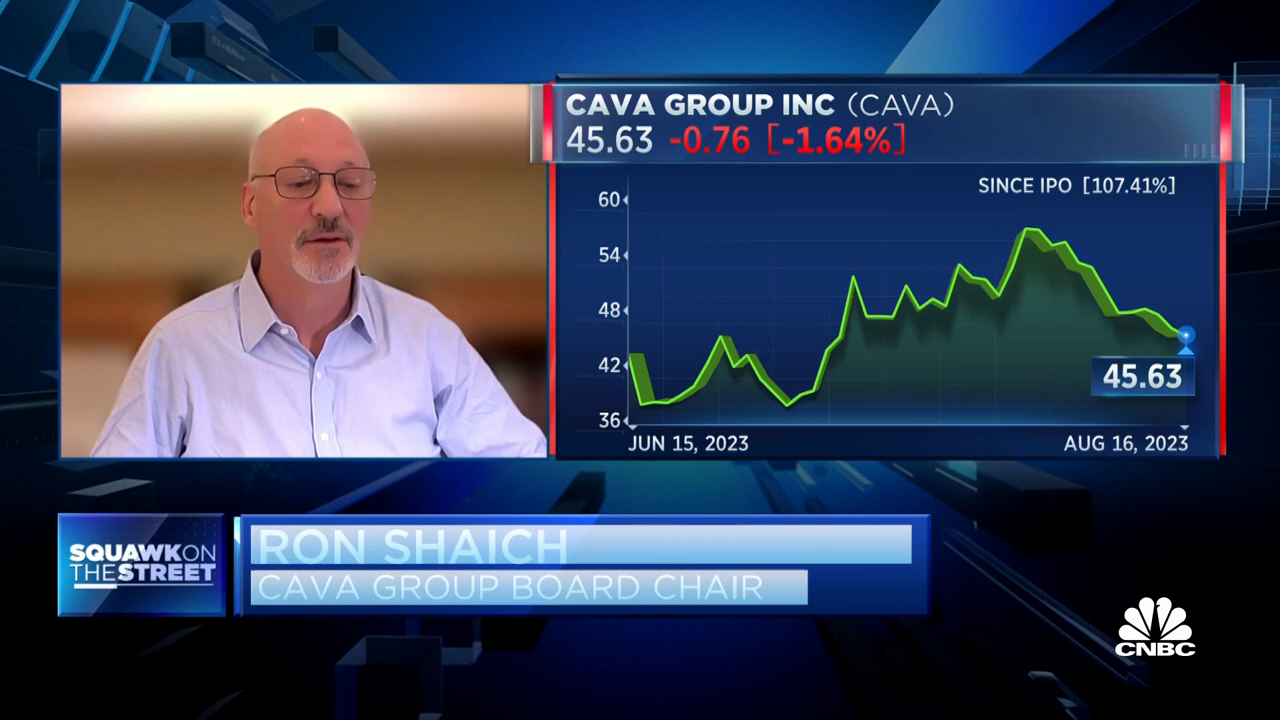 CAVA GROUP INC (CAVA)
45.63 -0.76 [-1.64%]
SINCE IPO [107.41%]
60
54
48
42
36
45.63
JUN 15, 2023
AUG 16, 2023
SQUAWK ON
THE STREET
RON SHAICH
CAVA GROUP BOARD CHAIR
CNBC